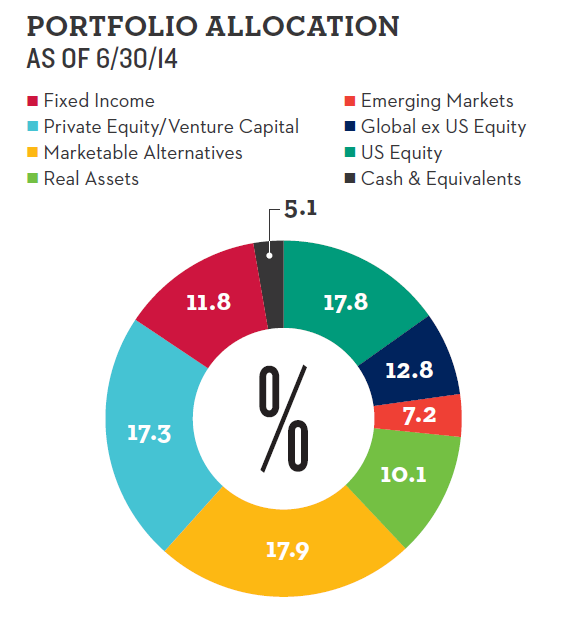 PORTFOLIO ALLOCATION
AS OF 6/30/14
Fixed Income
Private Equity/Venture Capital
Marketable Alternatives
Real Assets
Emerging Markets
Global ex US Equity
US Equity
Cash & Equivalents
5.1
11.8
17.8
12.8
7.2
17.3
10.1
17.9
%